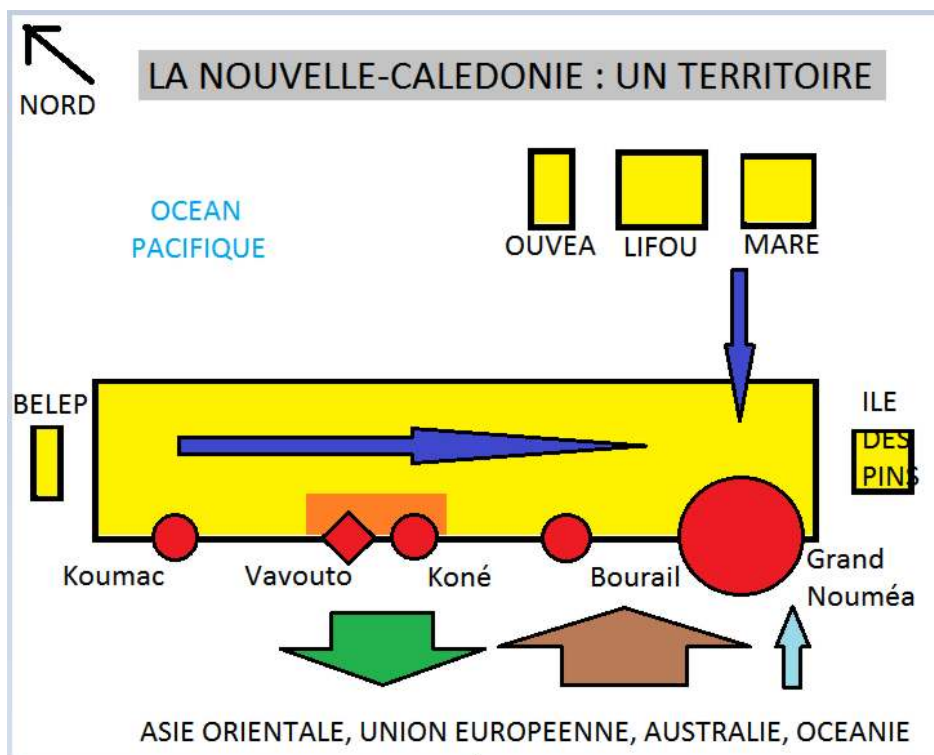 LA NOUVELLE-CALEDONIE : UN TERRITOIRE
NORD
OCEAN
PACIFIQUE
OUVEA
LIFOU
MARE
BELEP
ILE
DES
PINS
Koumac
Vavouto
Koné
Bourail
Grand
Nouméa
ASIE ORIENTALE, UNION EUROPEENNE, AUSTRALIE, OCEANIE